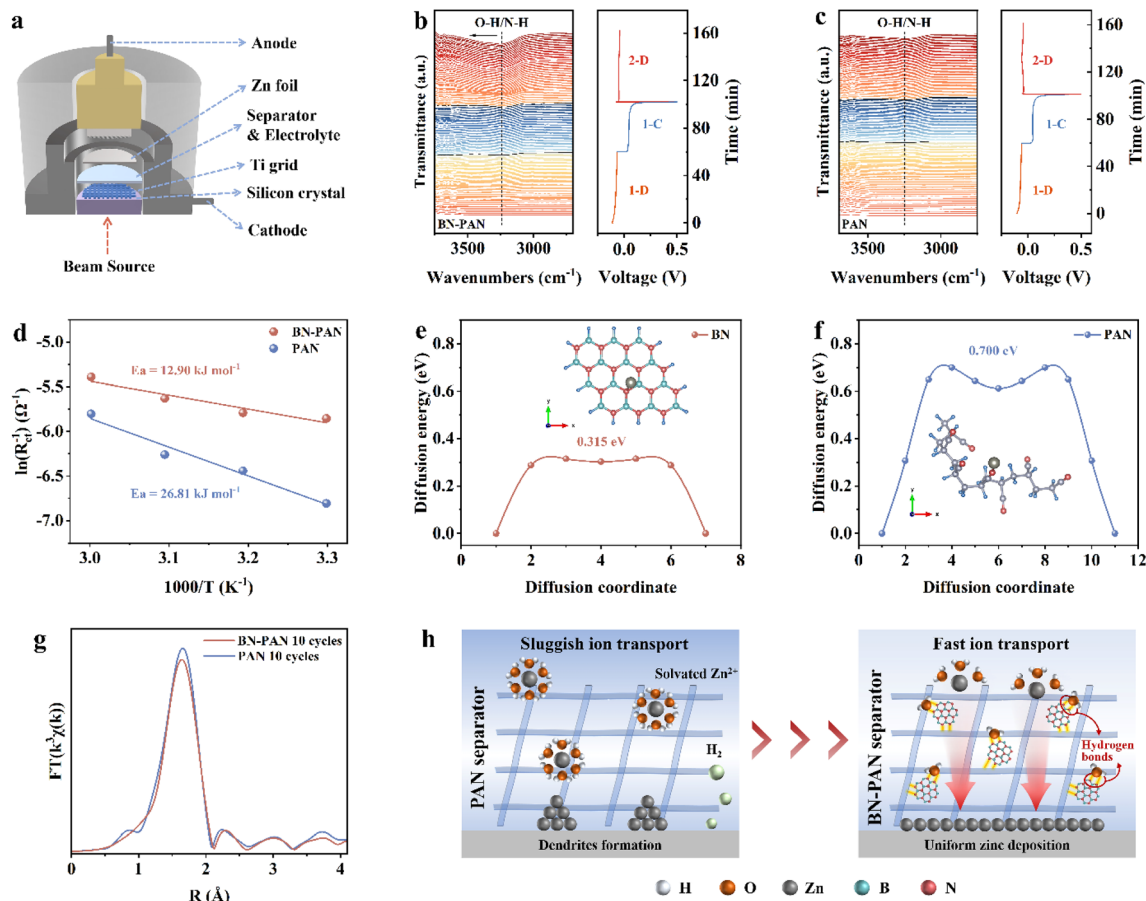 a
Anode
Zn foil
Separator
& Electrolyte
Ti grid
Silicon crystal
Cathode
Beam Source
b
O-H/N-H
Transmittance (a.u.)
BN-PAN
3500
3000
Wavenumbers (cm⁻¹)
2-D
1-C
1-D
0.0
0.5
Voltage (V)
160
120
80
40
0
Time (min)
c
O-H/N-H
Transmittance (a.u.)
PAN
3500
3000
Wavenumbers (cm⁻¹)
2-D
1-C
1-D
0.0
0.5
Voltage (V)
160
120
80
40
0
Time (min)
d
BN-PAN
PAN
Ea = 12.90 kJ mol⁻¹
Ea = 26.81 kJ mol⁻¹
-5.0
-5.5
-6.0
-6.5
-7.0
ln(R_ct⁻¹) (Ω⁻¹)
3.0
3.1
3.2
3.3
1000/T (K⁻¹)
e
BN
0.315 eV
y
x
0.8
0.6
0.4
0.2
0.0
Diffusion energy (eV)
0
2
4
6
8
Diffusion coordinate
f
PAN
0.700 eV
y
x
0.8
0.6
0.4
0.2
0.0
Diffusion energy (eV)
1
2
3
4
5
6
7
8
9
10
11
12
Diffusion coordinate
g
BN-PAN 10 cycles
PAN 10 cycles
FT(k³χ(k))
0
1
2
3
4
R (Å)
h
Sluggish ion transport
Solvated Zn²⁺
H₂
PAN separator
Dendrites formation
Fast ion transport
Hydrogen
bonds
BN-PAN separator
Uniform zinc deposition
H
O
Zn
B
N